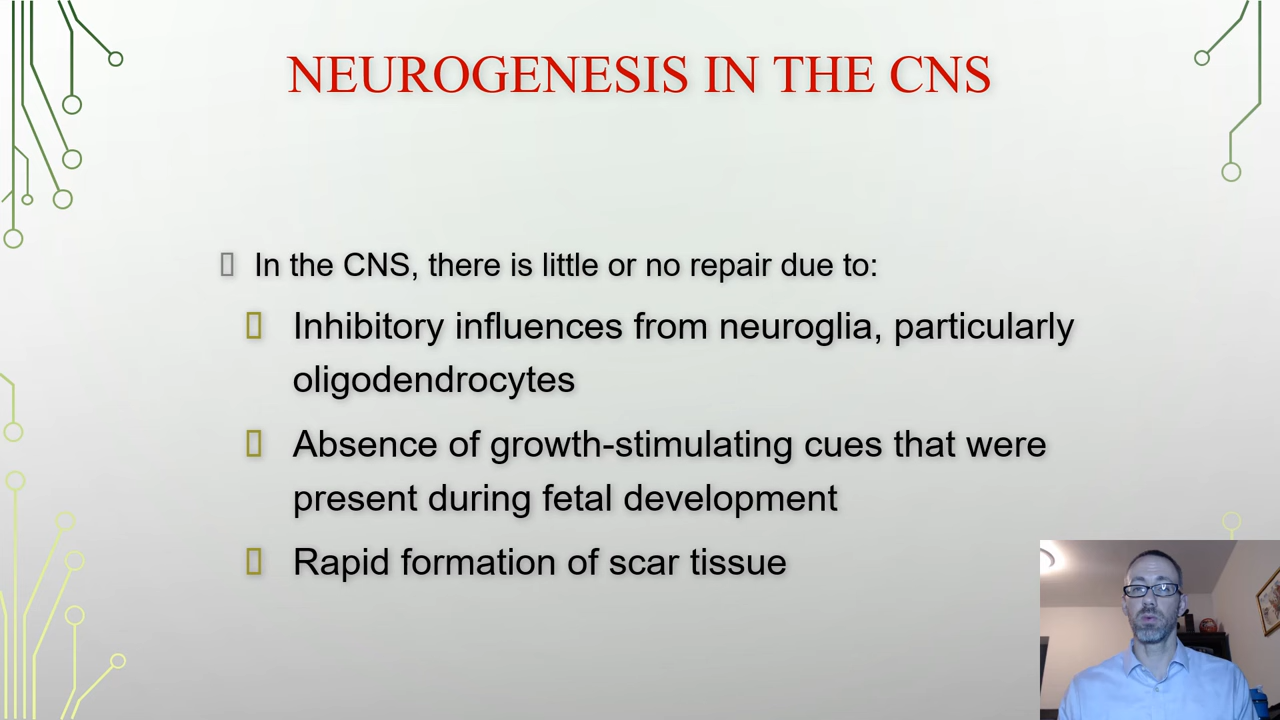 NEUROGENESIS IN THE CNS
In the CNS, there is little or no repair due to:
Inhibitory influences from neuroglia, particularly
oligodendrocytes
Absence of growth-stimulating cues that were
present during fetal development
Rapid formation of scar tissue